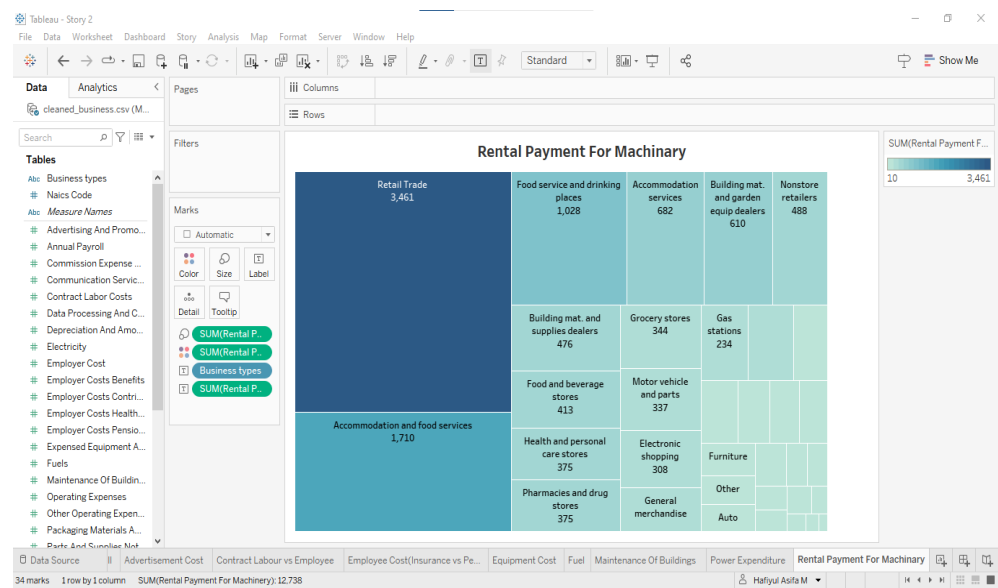 Tableau - Story 2
File Data Worksheet Dashboard Story Analysis Map Format Server Window Help
Standard
Show Me
Data Analytics
cleaned_business.csv (M...
Search
Tables
Abc Business types
# Naics Code
Abc Measure Names
# Advertising And Promo...
# Annual Payroll
# Commission Expense ...
# Communication Servic...
# Contract Labor Costs
# Data Processing And C...
# Depreciation And Amo...
# Electricity
# Employer Cost
# Employer Costs Benefits
# Employer Costs Contri...
# Employer Costs Health...
# Employer Costs Pensio...
# Expensed Equipment A...
# Fuels
# Maintenance Of Buildin...
# Operating Expenses
# Other Operating Expen...
# Packaging Materials A...
# Parts And Supplies Not
Pages
Filters
Marks
Automatic
Color Size Label
Detail Tooltip
SUM(Rental P..
SUM(Rental P..
Business types
SUM(Rental P..
Columns
Rows
Rental Payment For Machinary
Retail Trade
3,461
Accommodation and food services
1,710
Food service and drinking
places
1,028
Accommodation
services
682
Building mat.
and garden
equip dealers
610
Nonstore
retailers
488
Building mat. and
supplies dealers
476
Food and beverage
stores
413
Health and personal
care stores
375
Pharmacies and drug
stores
375
Grocery stores
344
Motor vehicle
and parts
337
Electronic
shopping
308
General
merchandise
Gas
stations
234
Furniture
Other
Auto
SUM(Rental Payment F...
10 3,461
Data Source
Advertisement Cost
Contract Labour vs Employee
Employee Cost(Insurance vs Pe...
Equipment Cost
Fuel
Maintenance Of Buildings
Power Expenditure
Rental Payment For Machinary
34 marks 1 row by 1 column SUM(Rental Payment For Machinery): 12,738
Hafiyul Asifa M